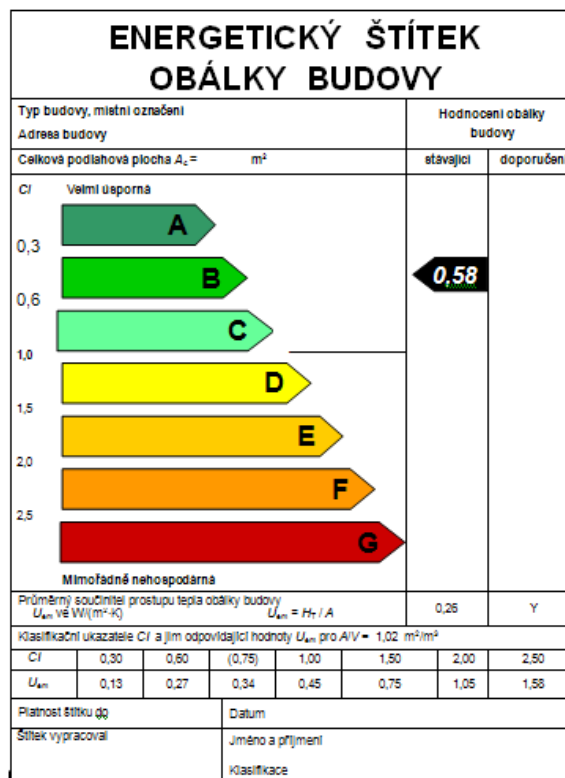 ENERGETICKÝ ŠTÍTEK
OBÁLKY BUDOVY
Typ budovy, místní označení
Adresa budovy
Hodnocení obálky
budovy
Celková podlahová plocha Ac = m²
stávající doporučení
CI Velmi úsporná
A
0,3
B
0,58
0,6
C
1,0
D
1,5
E
2,0
F
2,5
G
Mimořádně nehospodárná
Průměrný součinitel prostupu tepla obálky budovy
Uem ve W/(m²·K) Uem = HT / A
0,26 Y
Klasifikační ukazatele CI a jim odpovídající hodnoty Uem pro A/V = 1,02 m²/m³
CI 0,30 0,60 (0,75) 1,00 1,50 2,00 2,50
Uem 0,13 0,27 0,34 0,45 0,75 1,05 1,58
Platnost štítku do Datum
Štítek vypracoval Jméno a příjmení
Klasifikace